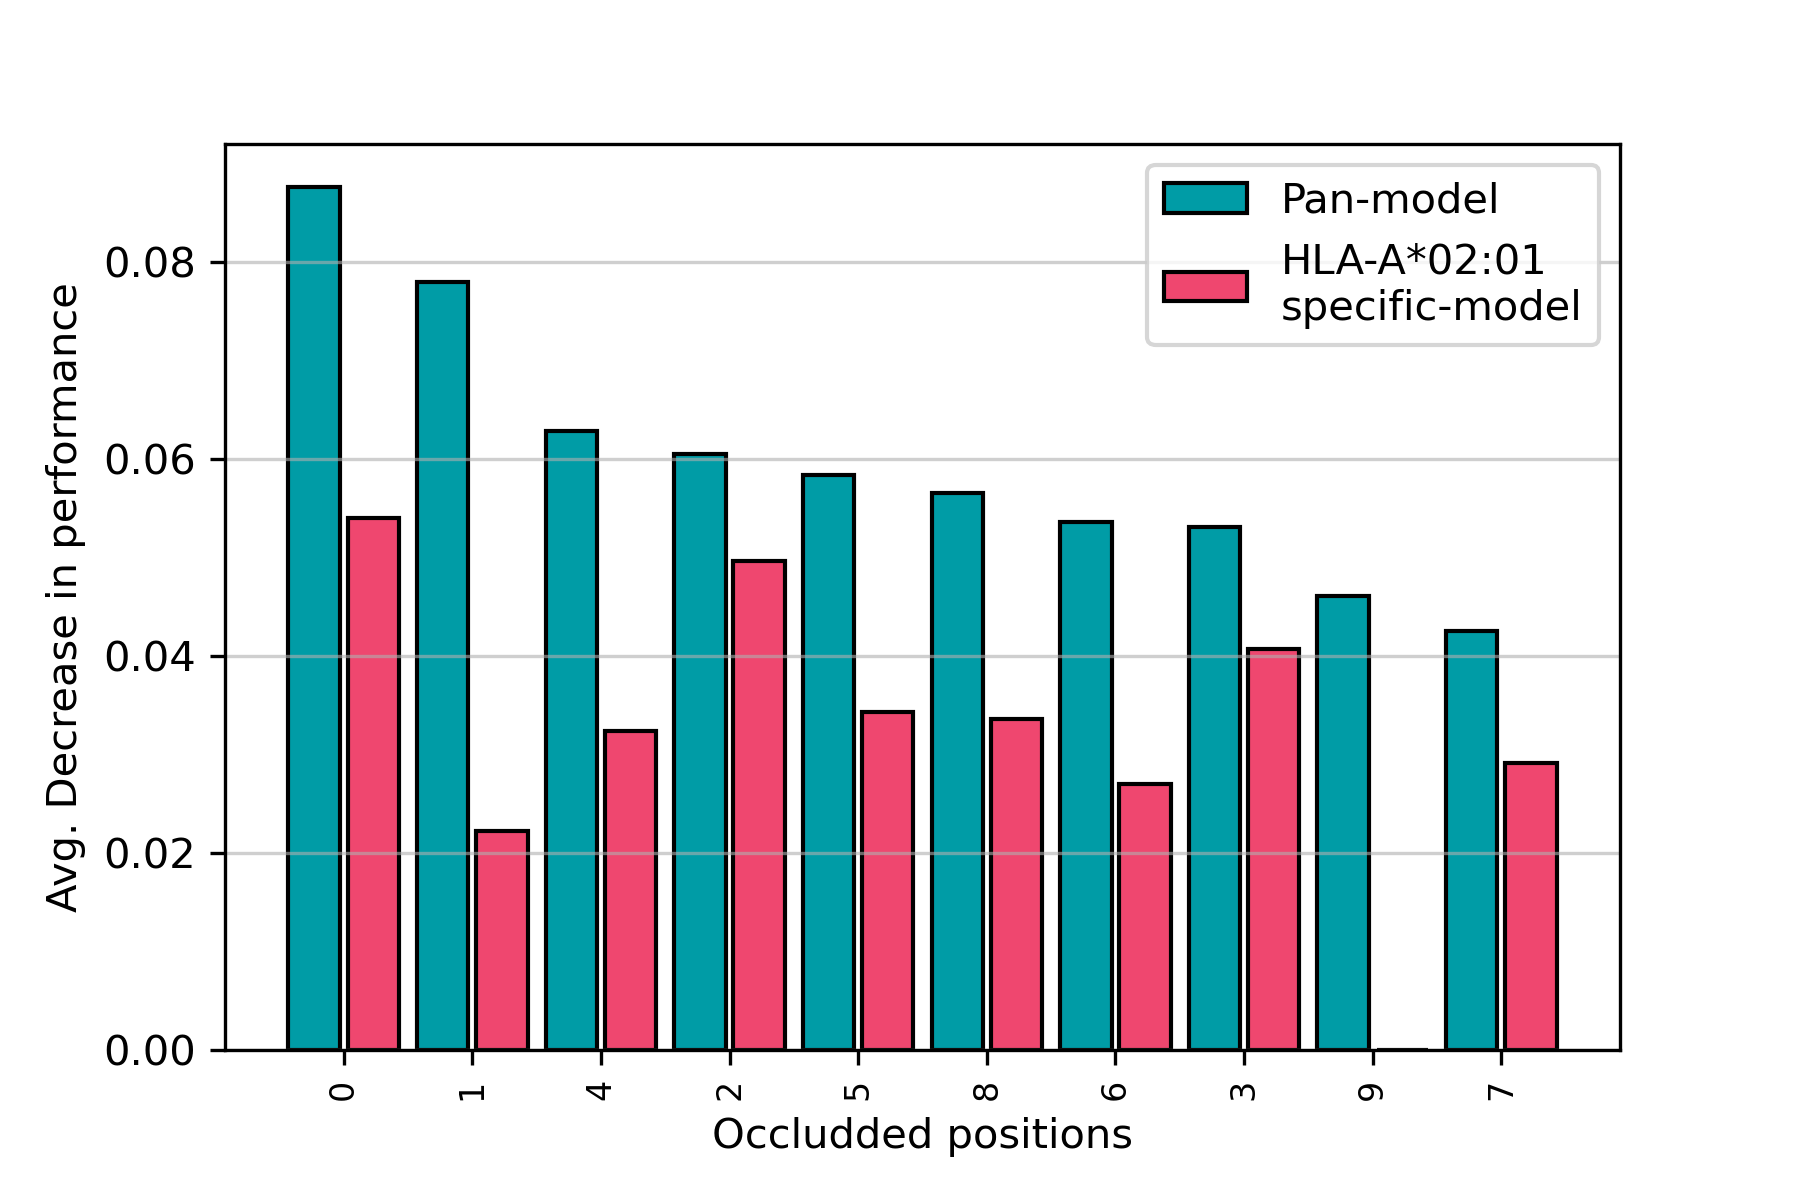 Pan-model
HLA-A*02:01
specific-model
Avg. Decrease in performance
0.08
0.06
0.04
0.02
0.00
0 1 4 2 5 8 6 3 9 7
Occludded positions